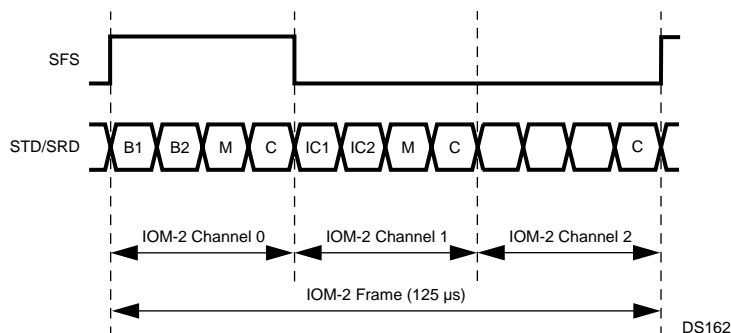 SFS
STD/SRD
B1 B2 M C IC1 IC2 M C C
IOM-2 Channel 0 IOM-2 Channel 1 IOM-2 Channel 2
IOM-2 Frame (125 µs)
DS162